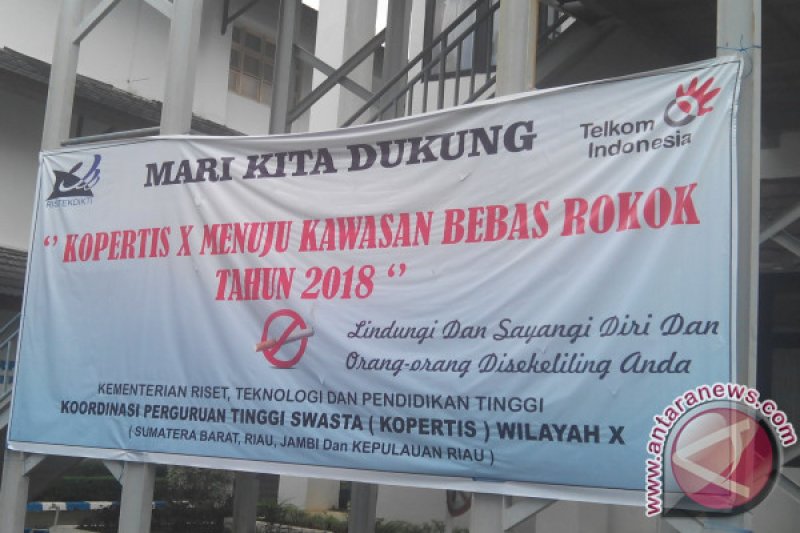 MARI KITA DUKUNG
Telkom
Indonesia
RISTEKDIKTI
‘’ KOPERTIS X MENUJU KAWASAN BEBAS ROKOK
TAHUN 2018 ‘’
Lindungi Dan Sayangi Diri Dan
Orang-orang Disekeliling Anda
KEMENTERIAN RISET, TEKNOLOGI DAN PENDIDIKAN TINGGI
KOORDINASI PERGURUAN TINGGI SWASTA ( KOPERTIS ) WILAYAH X
( SUMATERA BARAT, RIAU, JAMBI Dan KEPULAUAN RIAU )
www.antaranews.com